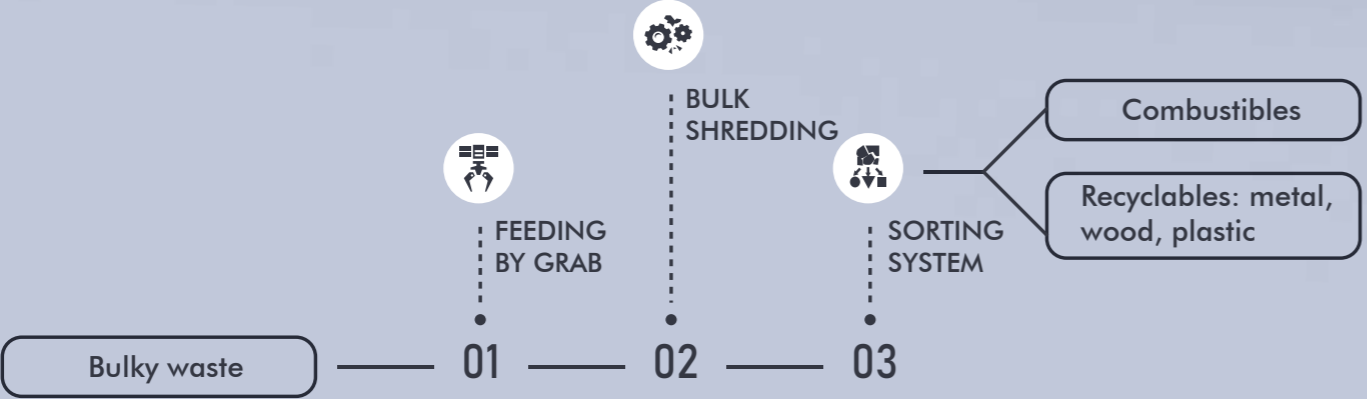 BULK
SHREDDING
Combustibles
Recyclables: metal,
wood, plastic
FEEDING
BY GRAB
SORTING
SYSTEM
Bulky waste
01
02
03